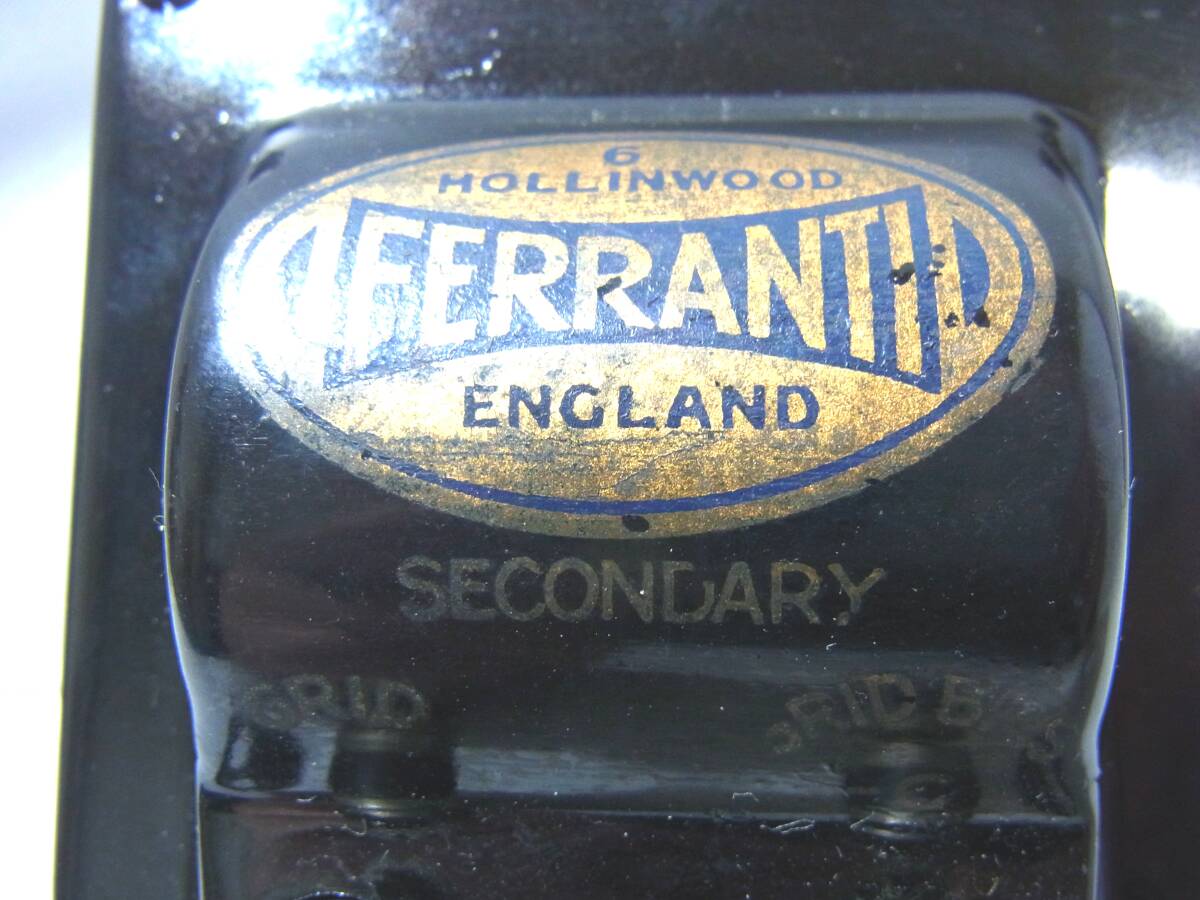 6
HOLLINWOOD
FERRANTI
ENGLAND
SECONDARY
GRID GRID B